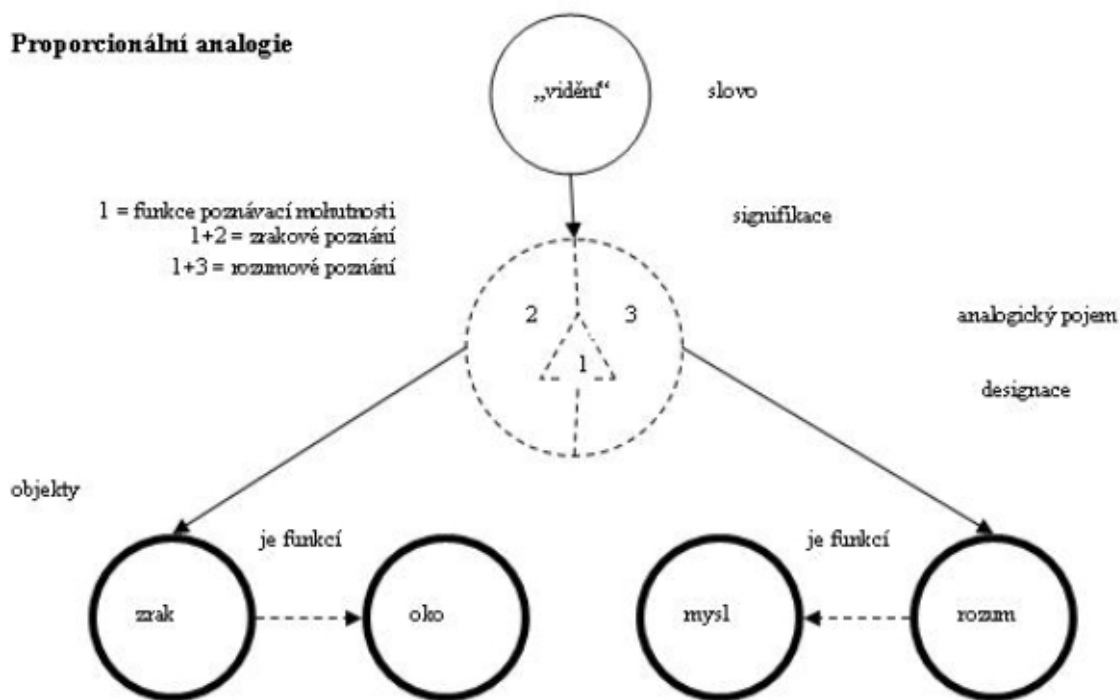 Proporcionální analogie
„vidění“
slovo
1 = funkce poznávací mohutnosti
1+2 = zrakové poznání
1+3 = rozumové poznání
signifikace
2
3
1
analogický pojem
designace
objekty
je funkcí
je funkcí
zrak
oko
mysl
rozum